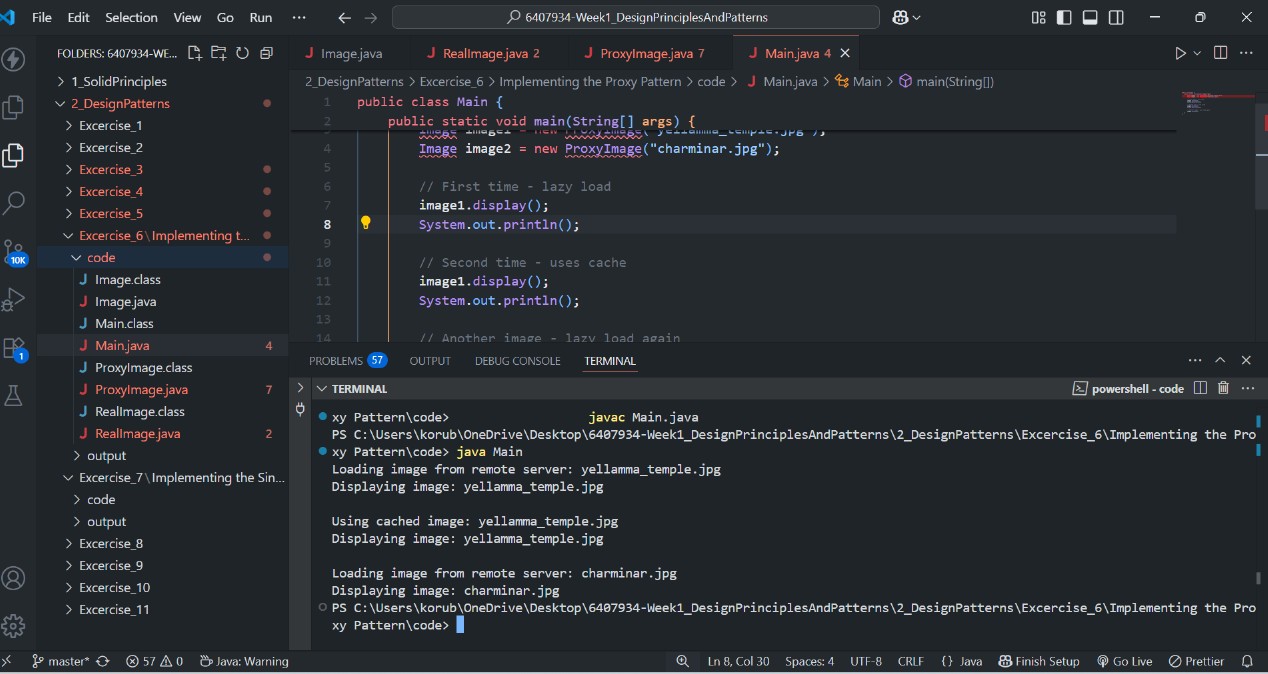 File Edit Selection View Go Run ··· 6407934-Week1_DesignPrinciplesAndPatterns
FOLDERS: 6407934-WE...
1_SolidPrinciples
2_DesignPatterns
Excercise_1
Excercise_2
Excercise_3
Excercise_4
Excercise_5
Excercise_6\Implementing t...
code
Image.class
Image.java
Main.class
Main.java 4
ProxyImage.class
ProxyImage.java 7
RealImage.class
RealImage.java 2
output
Excercise_7\Implementing the Sin...
code
output
Excercise_8
Excercise_9
Excercise_10
Excercise_11
10K
1
Image.java RealImage.java 2 ProxyImage.java 7 Main.java 4
2_DesignPatterns > Excercise_6 > Implementing the Proxy Pattern > code > Main.java > Main > main(String[])
1 public class Main {
2 public static void main(String[] args) {
3 Image image1 = new ProxyImage("yellamma_temple.jpg");
4 Image image2 = new ProxyImage("charminar.jpg");
5
6 // First time - lazy load
7 image1.display();
8 System.out.println();
9
10 // Second time - uses cache
11 image1.display();
12 System.out.println();
13
14 // Another image - lazy load again
PROBLEMS 57 OUTPUT DEBUG CONSOLE TERMINAL
TERMINAL powershell - code
xy Pattern\code> javac Main.java
PS C:\Users\korub\OneDrive\Desktop\6407934-Week1_DesignPrinciplesAndPatterns\2_DesignPatterns\Excercise_6\Implementing the Pro
xy Pattern\code> java Main
Loading image from remote server: yellamma_temple.jpg
Displaying image: yellamma_temple.jpg
Using cached image: yellamma_temple.jpg
Displaying image: yellamma_temple.jpg
Loading image from remote server: charminar.jpg
Displaying image: charminar.jpg
PS C:\Users\korub\OneDrive\Desktop\6407934-Week1_DesignPrinciplesAndPatterns\2_DesignPatterns\Excercise_6\Implementing the Pro
xy Pattern\code>
master* 57 0 Java: Warning Ln 8, Col 30 Spaces: 4 UTF-8 CRLF {} Java Finish Setup Go Live Prettier